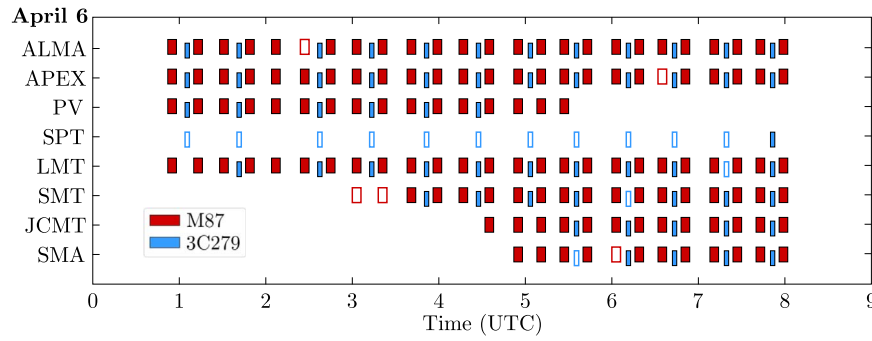 April 6
ALMA
APEX
PV
SPT
LMT
SMT
JCMT
SMA
M87
3C279
0 1 2 3 4 5 6 7 8 9
Time (UTC)